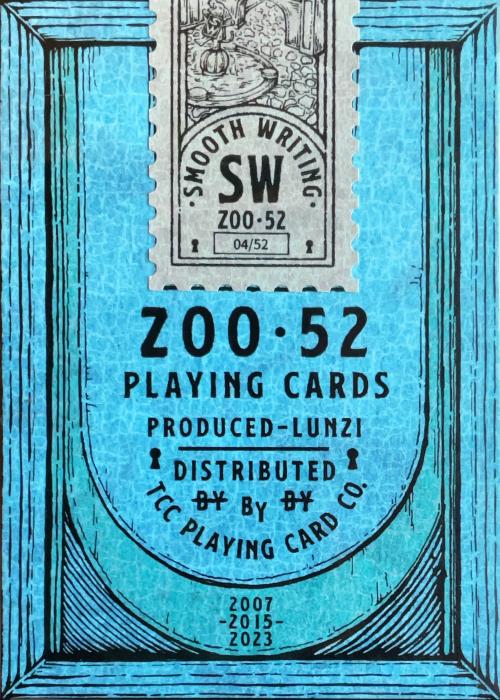 ·SMOOTH WRITING·
SW
ZOO·52
04/52
ZOO·52
PLAYING CARDS
PRODUCED-LUNZI
DISTRIBUTED
BY By BY
TCC PLAYING CARD CO.
2007
-2015-
2023